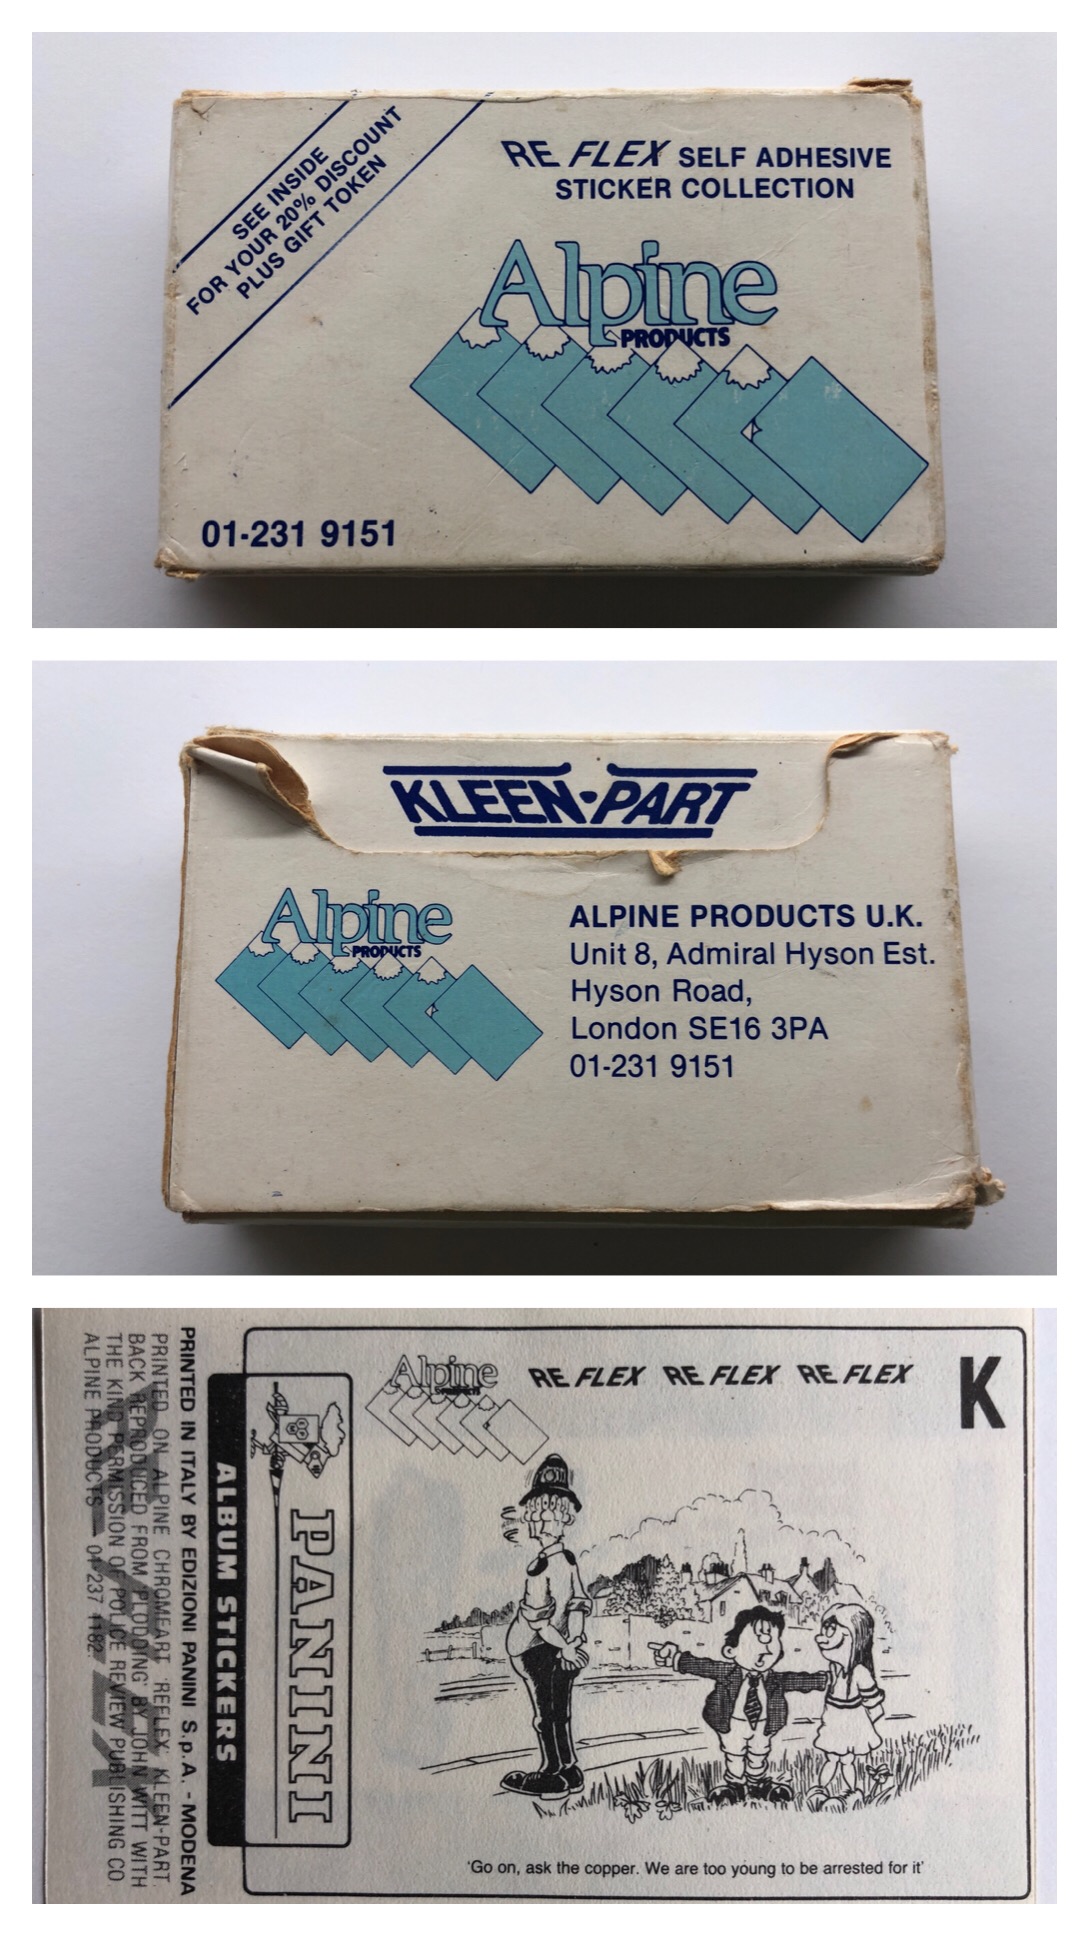 SEE INSIDE
FOR YOUR 20% DISCOUNT
PLUS GIFT TOKEN
RE FLEX SELF ADHESIVE
STICKER COLLECTION
Alpine
PRODUCTS
01-231 9151
KLEEN-PART
Alpine
PRODUCTS
ALPINE PRODUCTS U.K.
Unit 8, Admiral Hyson Est.
Hyson Road,
London SE16 3PA
01-231 9151
Alpine
PRODUCTS
RE FLEX RE FLEX RE FLEX
K
PANINI
ALBUM STICKERS
PRINTED IN ITALY BY EDIZIONI PANINI S.p.A. - MODENA
PRINTED ON ALPINE CHROMEART 'REFLEX' KLEEN-PART.
BACK REPRODUCED FROM 'PLODDING' BY JOHN WITT WITH
THE KIND PERMISSION OF POLICE REVIEW PUBLISHING CO.
ALPINE PRODUCTS — 01-237 1182.
'Go on, ask the copper. We are too young to be arrested for it'